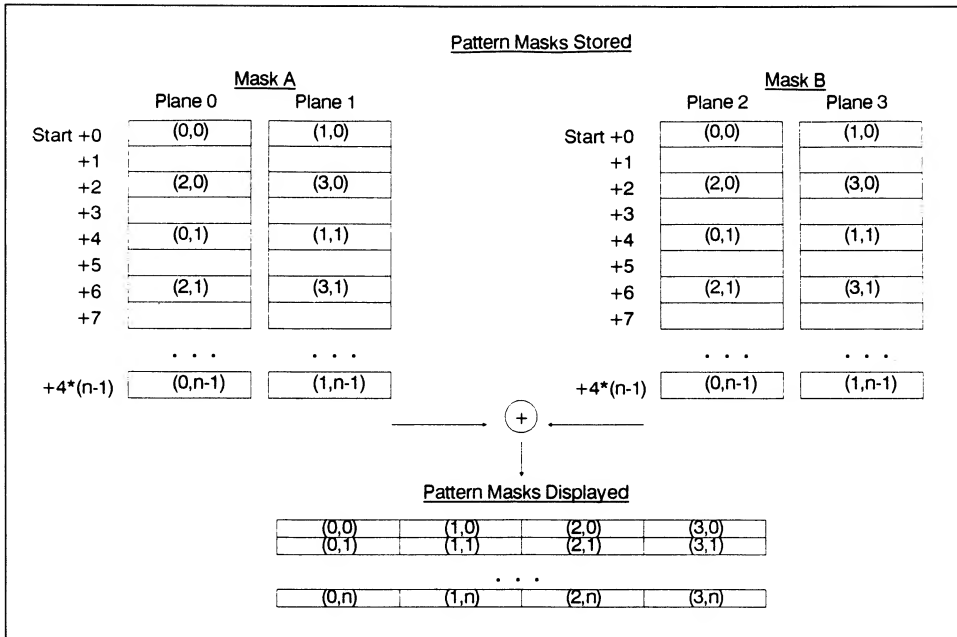 Pattern Masks Stored
Mask A Mask B
Plane 0 Plane 1 Plane 2 Plane 3
Start +0 (0,0) (1,0) Start +0 (0,0) (1,0)
+1 +1
+2 (2,0) (3,0) +2 (2,0) (3,0)
+3 +3
+4 (0,1) (1,1) +4 (0,1) (1,1)
+5 +5
+6 (2,1) (3,1) +6 (2,1) (3,1)
+7 +7
. . . . . . . . . . . .
+4*(n-1) (0,n-1) (1,n-1) +4*(n-1) (0,n-1) (1,n-1)
+
Pattern Masks Displayed
(0,0) (1,0) (2,0) (3,0)
(0,1) (1,1) (2,1) (3,1)
. . .
(0,n) (1,n) (2,n) (3,n)